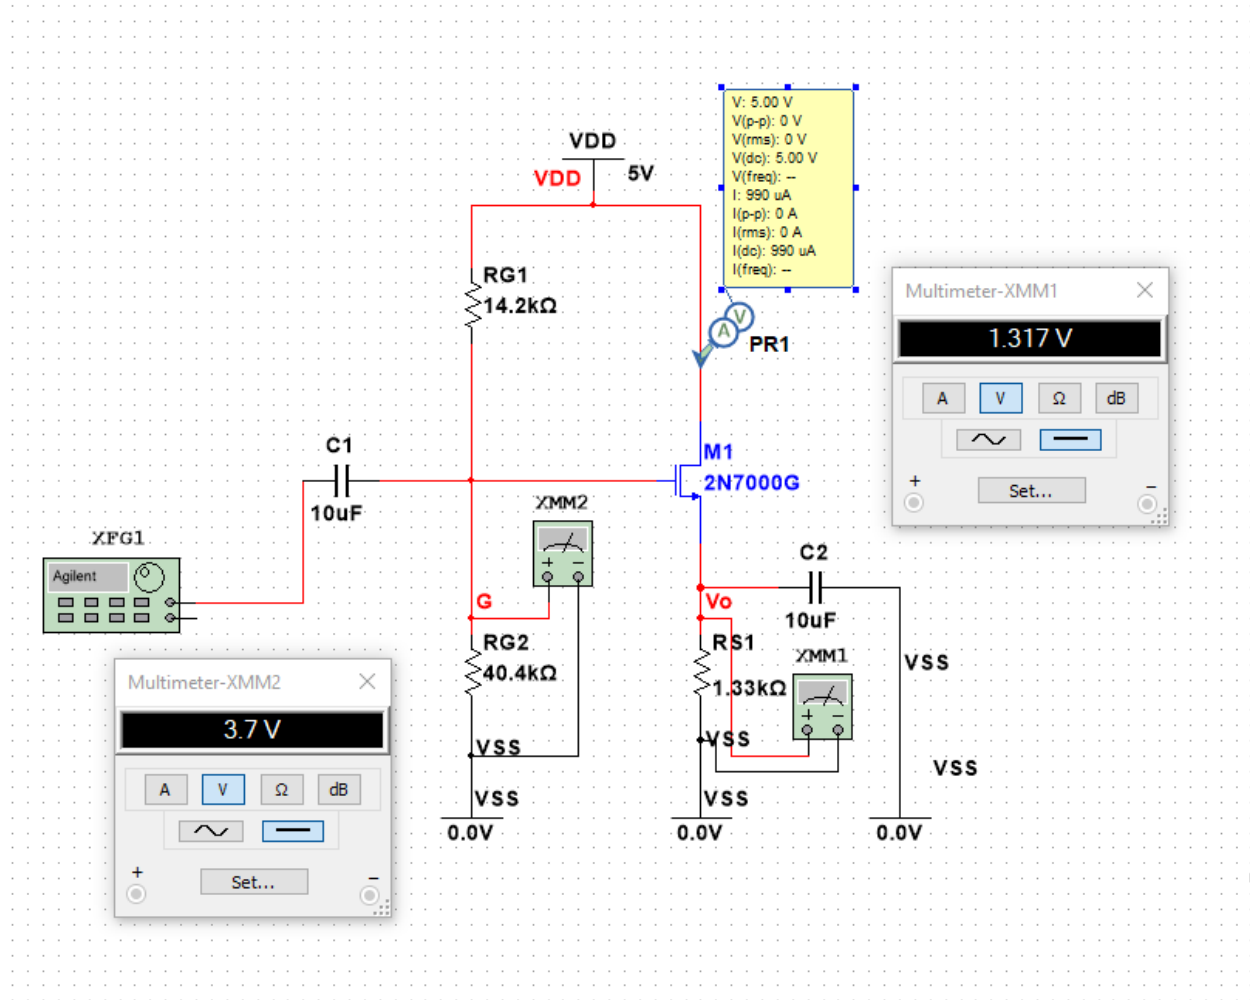 V: 5.00 V
V(p-p): 0 V
V(rms): 0 V
V(dc): 5.00 V
V(freq): --
I: 990 uA
I(p-p): 0 A
I(rms): 0 A
I(dc): 990 uA
I(freq): --
VDD
VDD
5V
RG1
14.2kΩ
A
V
PR1
Multimeter-XMM1
1.317 V
A V Ω dB
+
Set...
−
C1
10uF
M1
2N7000G
XMM2
+ −
XFG1
Agilent
G
C2
10uF
Vo
RG2
40.4kΩ
RS1
1.33kΩ
XMM1
+ −
VSS
VSS
VSS
VSS
VSS
VSS
0.0V
0.0V
0.0V
Multimeter-XMM2
3.7 V
A V Ω dB
+
Set...
−